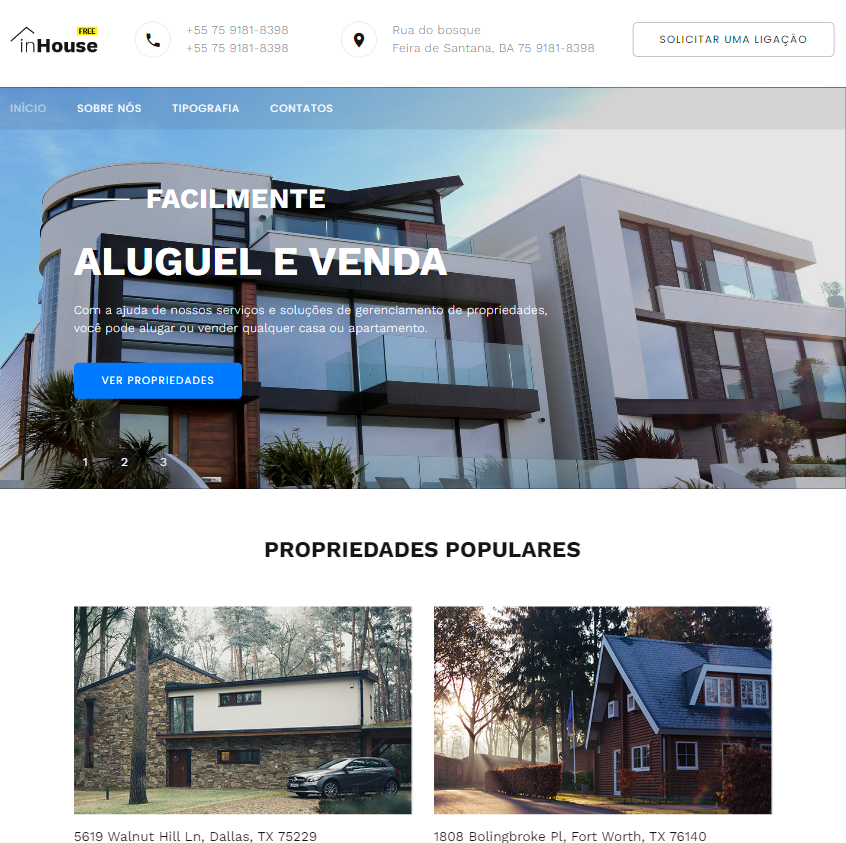 FREE
inHouse
+55 75 9181-8398
+55 75 9181-8398
Rua do bosque
Feira de Santana, BA 75 9181-8398
SOLICITAR UMA LIGAÇÃO
INÍCIO SOBRE NÓS TIPOGRAFIA CONTATOS
FACILMENTE
ALUGUEL E VENDA
Com a ajuda de nossos serviços e soluções de gerenciamento de propriedades,
você pode alugar ou vender qualquer casa ou apartamento.
VER PROPRIEDADES
1 2 3
PROPRIEDADES POPULARES
5619 Walnut Hill Ln, Dallas, TX 75229
1808 Bolingbroke Pl, Fort Worth, TX 76140